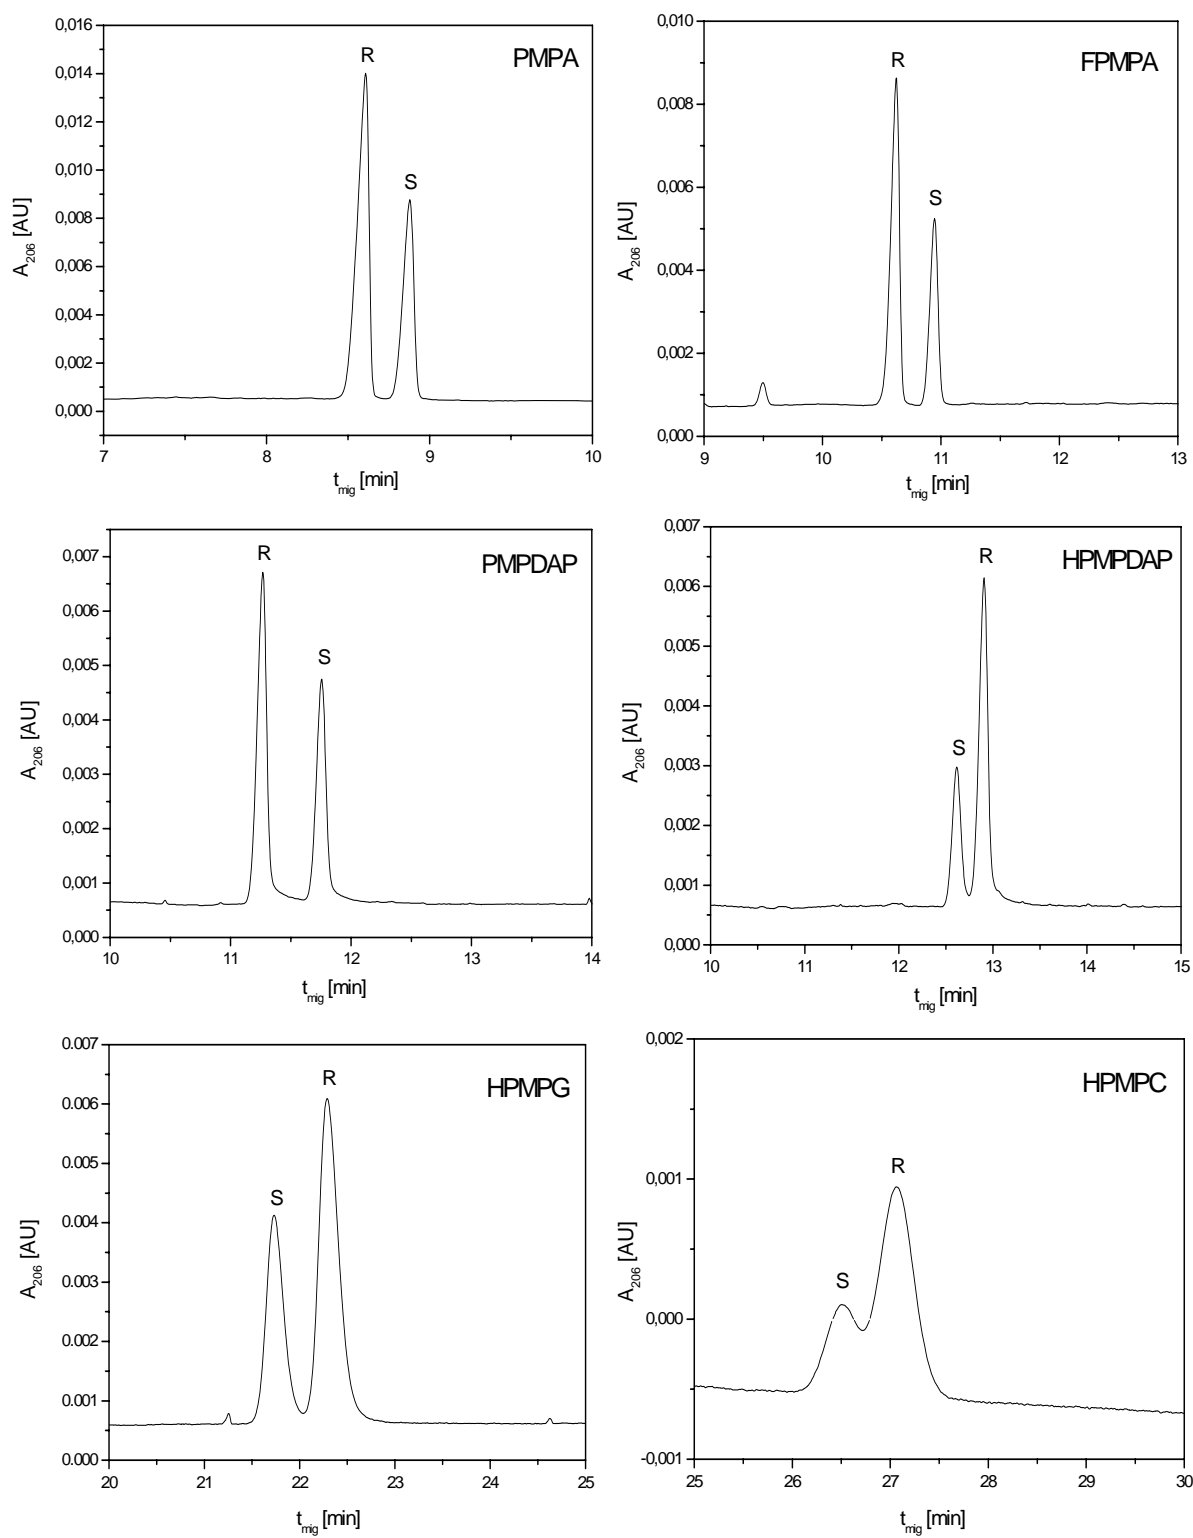 PMPA
R
S
0,016
0,014
0,012
0,010
0,008
0,006
0,004
0,002
0,000
A206 [AU]
7 8 9 10
tmig [min]
FPMPA
R
S
0,010
0,008
0,006
0,004
0,002
0,000
A206 [AU]
9 10 11 12 13
tmig [min]
PMPDAP
R
S
0,007
0,006
0,005
0,004
0,003
0,002
0,001
0,000
A206 [AU]
10 11 12 13 14
tmig [min]
HPMPDAP
R
S
0,007
0,006
0,005
0,004
0,003
0,002
0,001
0,000
A206 [AU]
10 11 12 13 14 15
tmig [min]
HPMPG
R
S
0.007
0.006
0.005
0.004
0.003
0.002
0.001
0.000
A206 [AU]
20 21 22 23 24 25
tmig [min]
HPMPC
R
S
0,002
0,001
0,000
-0,001
A206 [AU]
25 26 27 28 29 30
tmig [min]